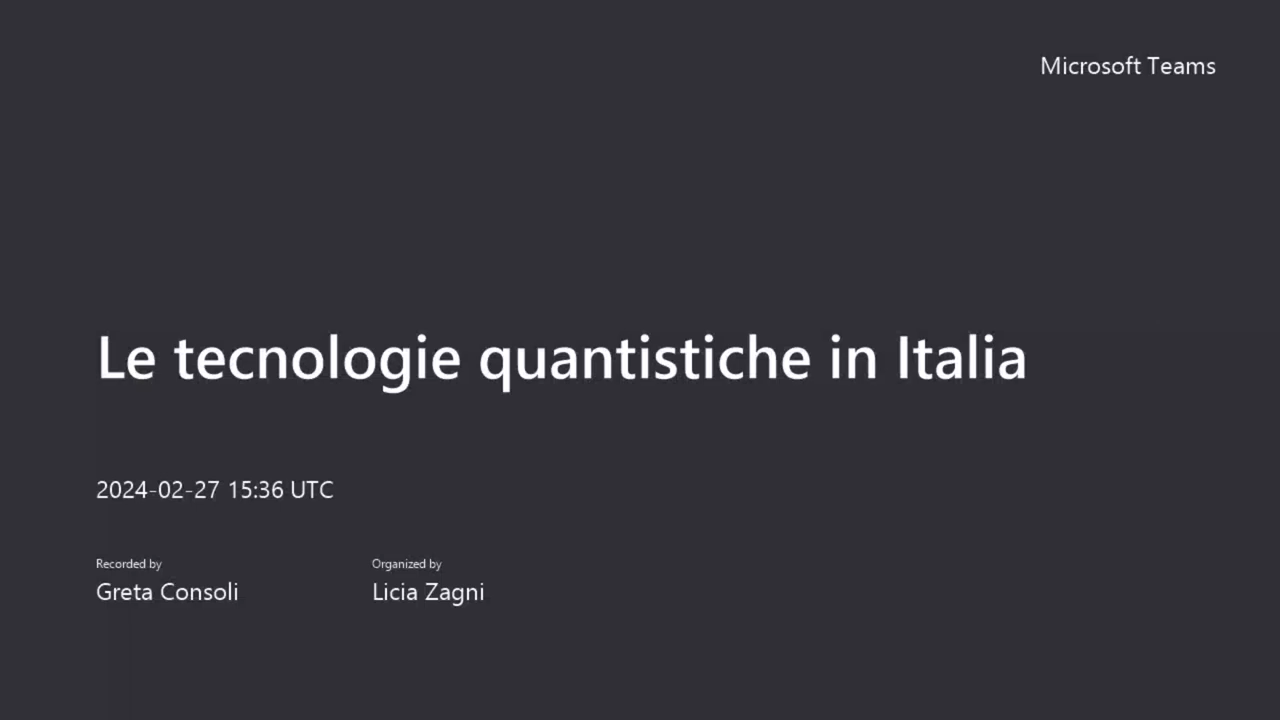 Microsoft Teams
Le tecnologie quantistiche in Italia
2024-02-27 15:36 UTC
Recorded by
Greta Consoli
Organized by
Licia Zagni